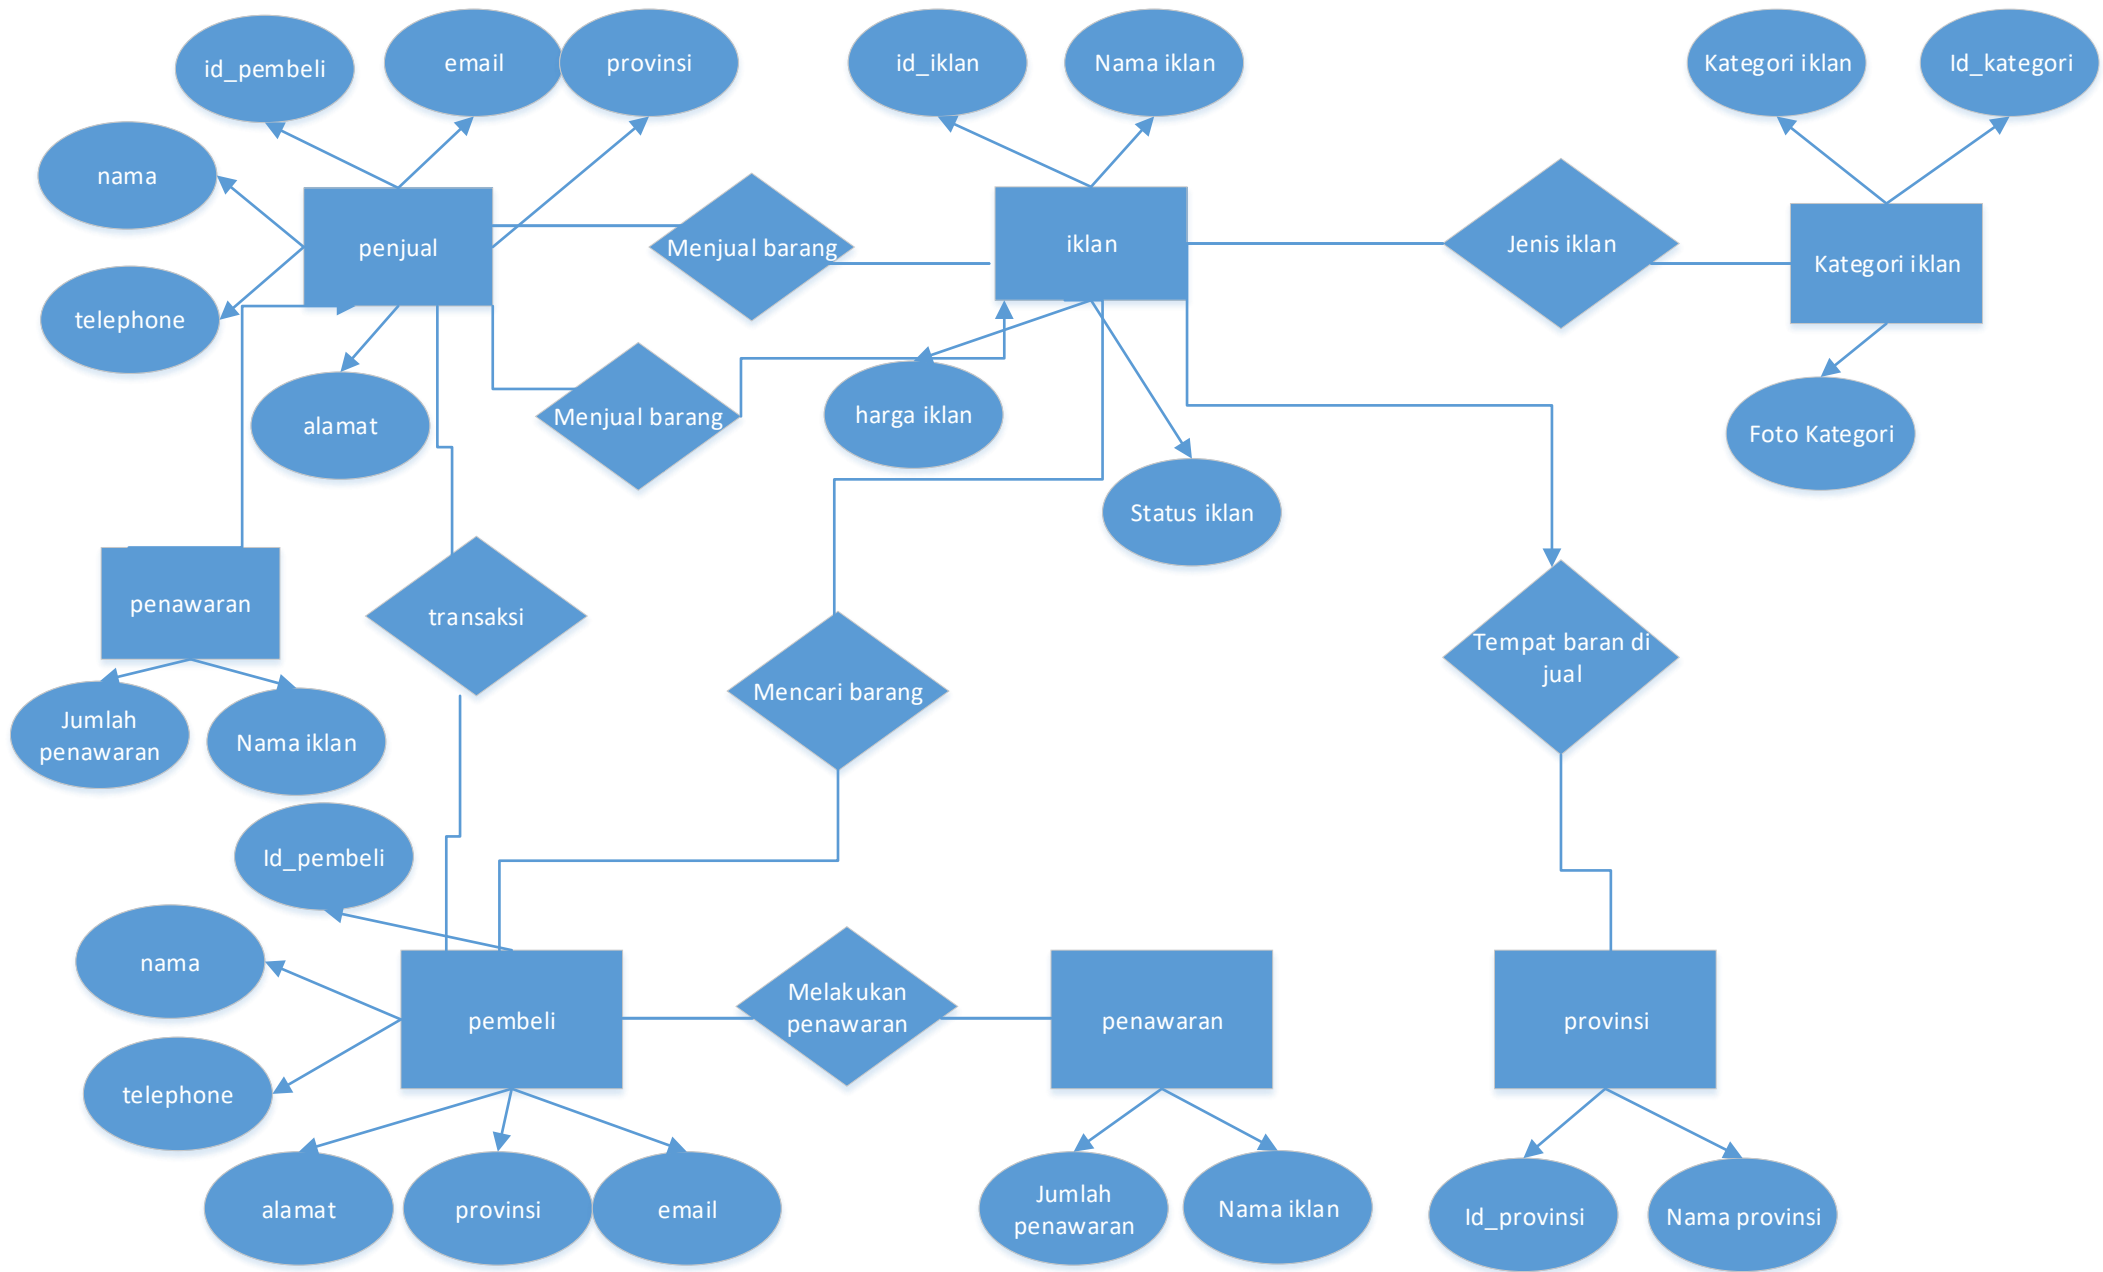 id_pembeli
email
provinsi
id_iklan
Nama iklan
Kategori iklan
Id_kategori
nama
penjual
Menjual barang
iklan
Jenis iklan
Kategori iklan
telephone
alamat
Menjual barang
harga iklan
Foto Kategori
Status iklan
penawaran
transaksi
Tempat baran di
jual
Mencari barang
Jumlah
penawaran
Nama iklan
Id_pembeli
nama
pembeli
Melakukan
penawaran
penawaran
provinsi
telephone
alamat
provinsi
email
Jumlah
penawaran
Nama iklan
Id_provinsi
Nama provinsi